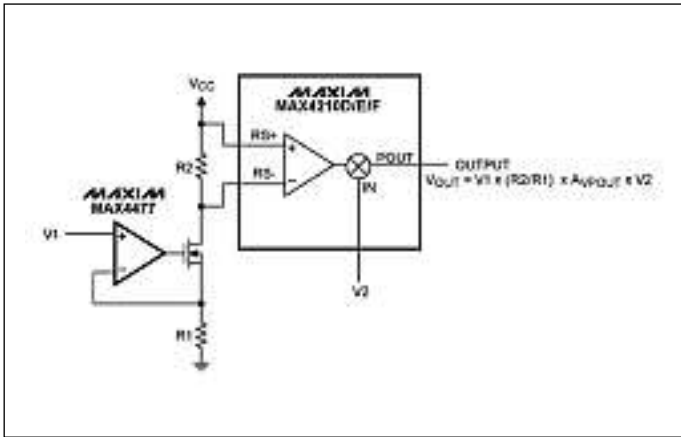 VCC
MAXIM
MAX4210D/E/F
RS+
R2
RS-
POUT
OUTPUT
VOUT = V1 x (R2/R1) x AVPOUT x V2
IN
MAXIM
MAX4477
V1
V2
R1